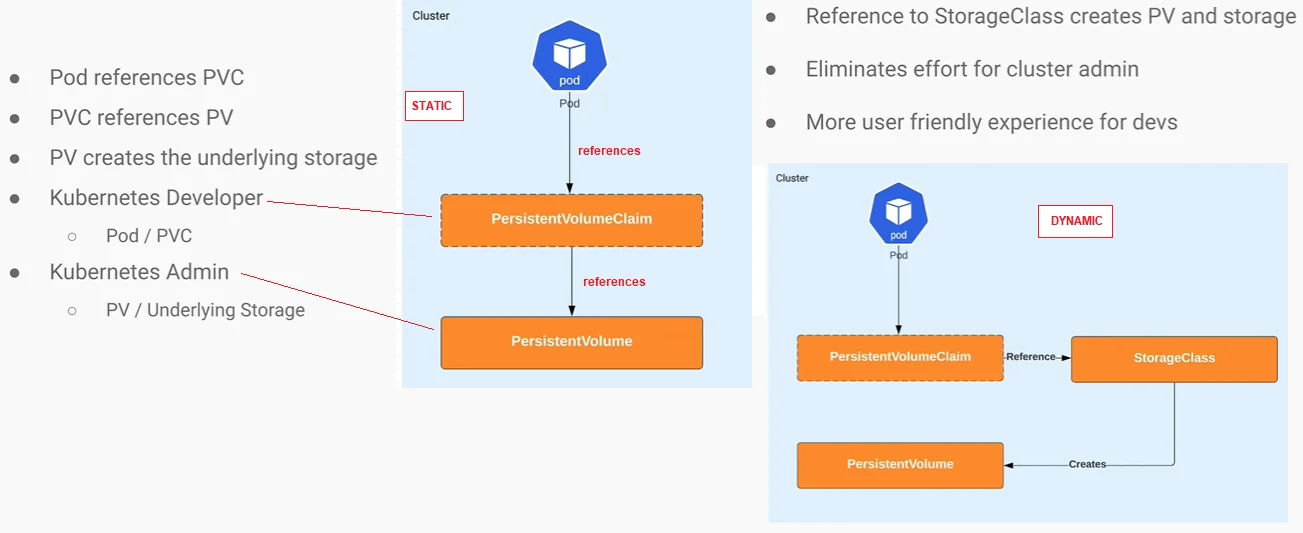 Pod references PVC
PVC references PV
PV creates the underlying storage
Kubernetes Developer
Pod / PVC
Kubernetes Admin
PV / Underlying Storage
Cluster
pod
Pod
STATIC
references
PersistentVolumeClaim
references
PersistentVolume
Reference to StorageClass creates PV and storage
Eliminates effort for cluster admin
More user friendly experience for devs
Cluster
pod
Pod
DYNAMIC
PersistentVolumeClaim
Reference
StorageClass
PersistentVolume
Creates